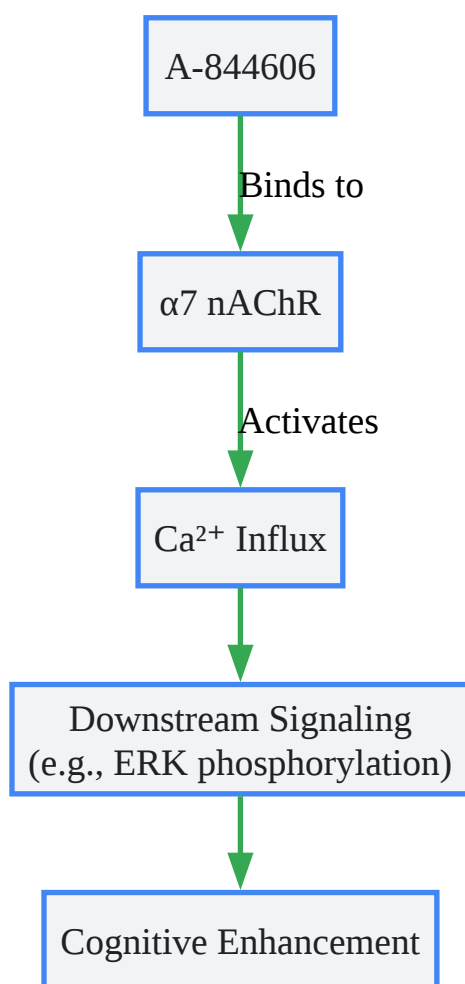 A-844606
Binds to
α7 nAChR
Activates
Ca²⁺ Influx
Downstream Signaling
(e.g., ERK phosphorylation)
Cognitive Enhancement